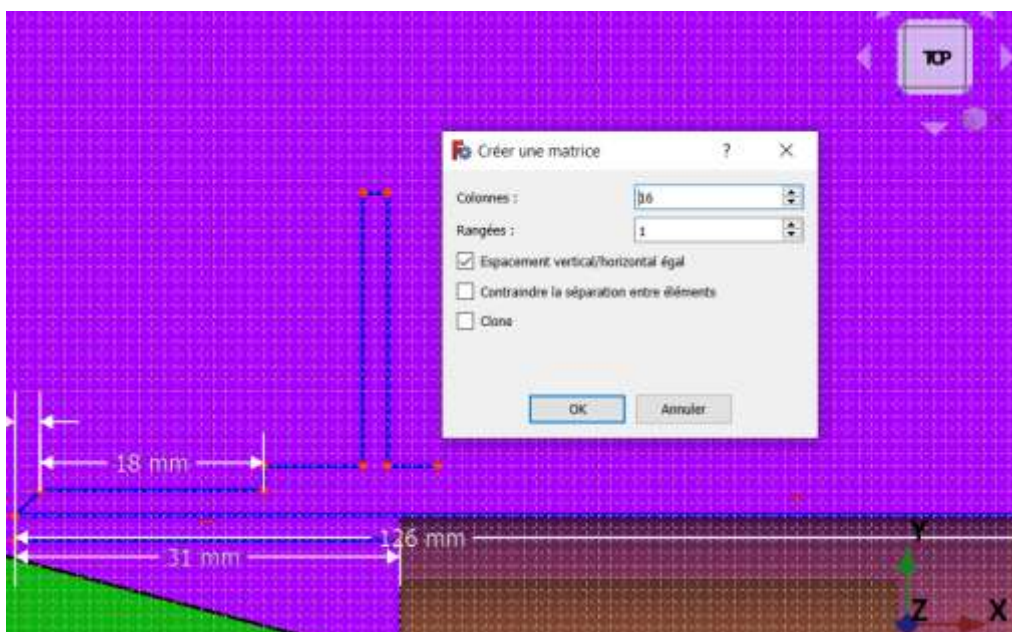 TOP
Créer une matrice ? ×
Colonnes : 16
Rangées : 1
Espacement vertical/horizontal égal
Contraindre la séparation entre éléments
Clone
OK Annuler
18 mm
126 mm
31 mm
Y
Z X